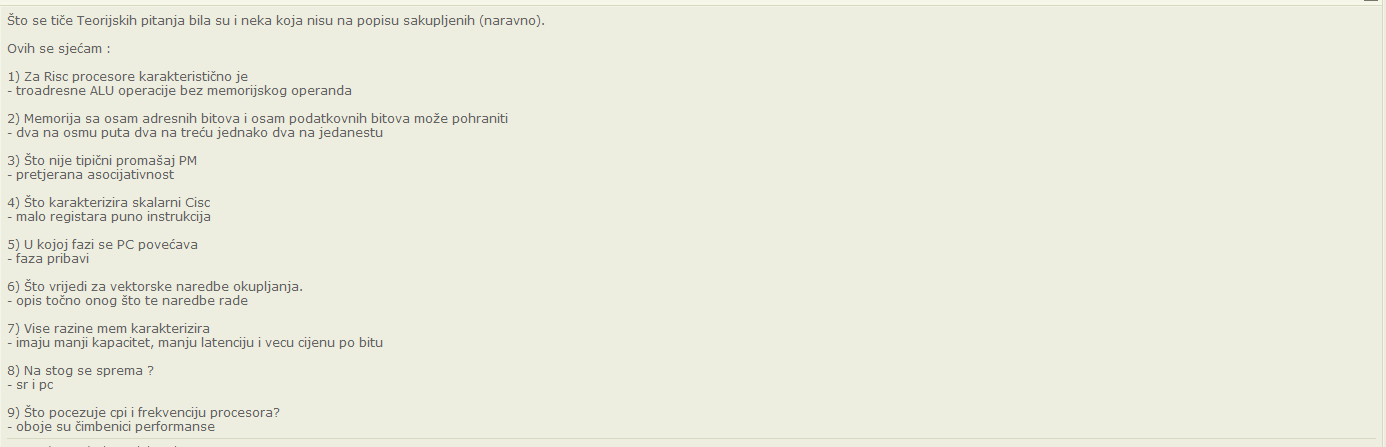 Što se tiče Teorijskih pitanja bila su i neka koja nisu na popisu sakupljenih (naravno).
Ovih se sjećam :
1) Za Risc procesore karakteristično je
- troadresne ALU operacije bez memorijskog operanda
2) Memorija sa osam adresnih bitova i osam podatkovnih bitova može pohraniti
- dva na osmu puta dva na treću jednako dva na jedanestu
3) Što nije tipični promašaj PM
- pretjerana asocijativnost
4) Što karakterizira skalarni Cisc
- malo registara puno instrukcija
5) U kojoj fazi se PC povećava
- faza pribavi
6) Što vrijedi za vektorske naredbe okupljanja.
- opis točno onog što te naredbe rade
7) Vise razine mem karakterizira
- imaju manji kapacitet, manju latenciju i vecu cijenu po bitu
8) Na stog se sprema ?
- sr i pc
9) Što pocezuje cpi i frekvenciju procesora?
- oboje su čimbenici performanse